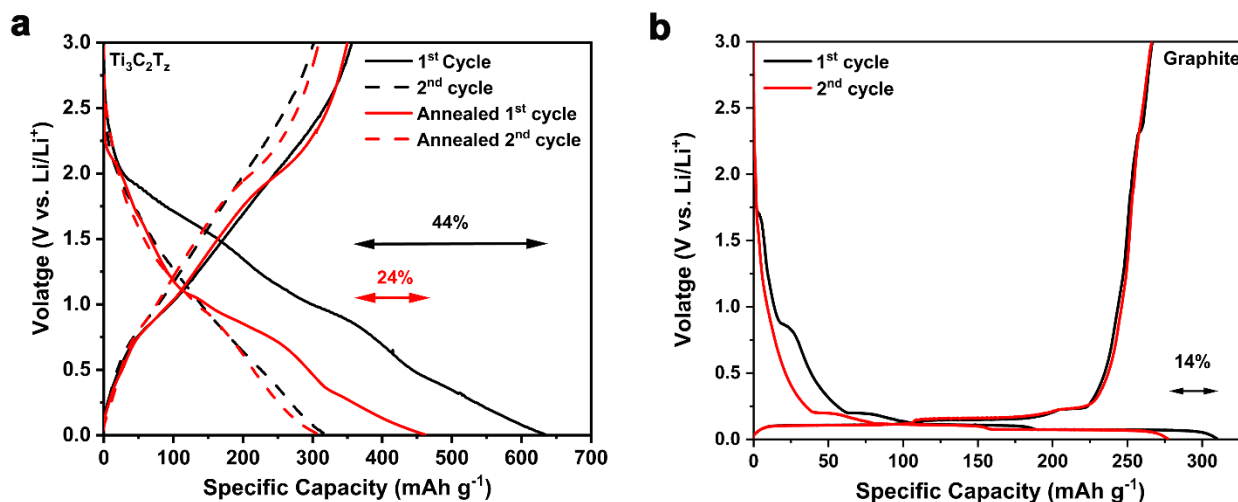 a
Ti₃C₂T_z
1ˢᵗ Cycle
2ⁿᵈ cycle
Annealed 1ˢᵗ cycle
Annealed 2ⁿᵈ cycle
44%
24%
3.0
2.5
2.0
1.5
1.0
0.5
0.0
0 100 200 300 400 500 600 700
Volatge (V vs. Li/Li⁺)
Specific Capacity (mAh g⁻¹)
b
1ˢᵗ cycle
2ⁿᵈ cycle
Graphite
14%
3.0
2.5
2.0
1.5
1.0
0.5
0.0
0 50 100 150 200 250 300
Volatge (V vs. Li/Li⁺)
Specific Capacity (mAh g⁻¹)